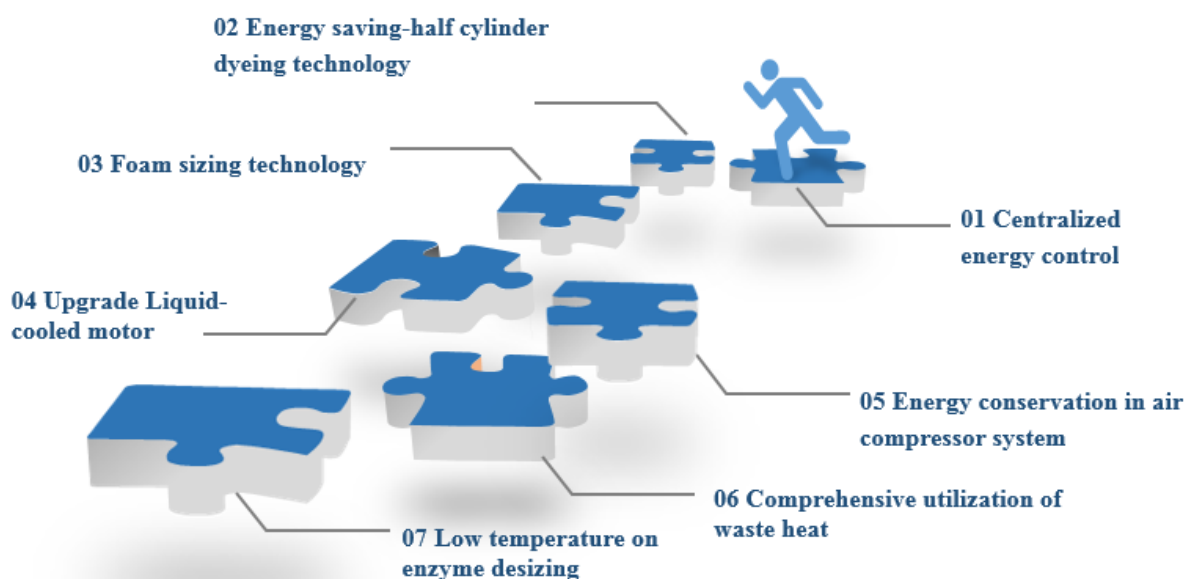 02 Energy saving-half cylinder
dyeing technology
03 Foam sizing technology
01 Centralized
energy control
04 Upgrade Liquid-
cooled motor
05 Energy conservation in air
compressor system
06 Comprehensive utilization of
waste heat
07 Low temperature on
enzyme desizing